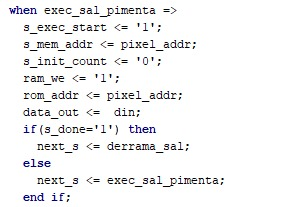 when exec_sal_pimenta =>
s_exec_start <= '1';
s_mem_addr <= pixel_addr;
s_init_count <= '0';
ram_we <= '1';
rom_addr <= pixel_addr;
data_out <=  din;
if(s_done='1') then
next_s <= derrama_sal;
else
next_s <= exec_sal_pimenta;
end if;